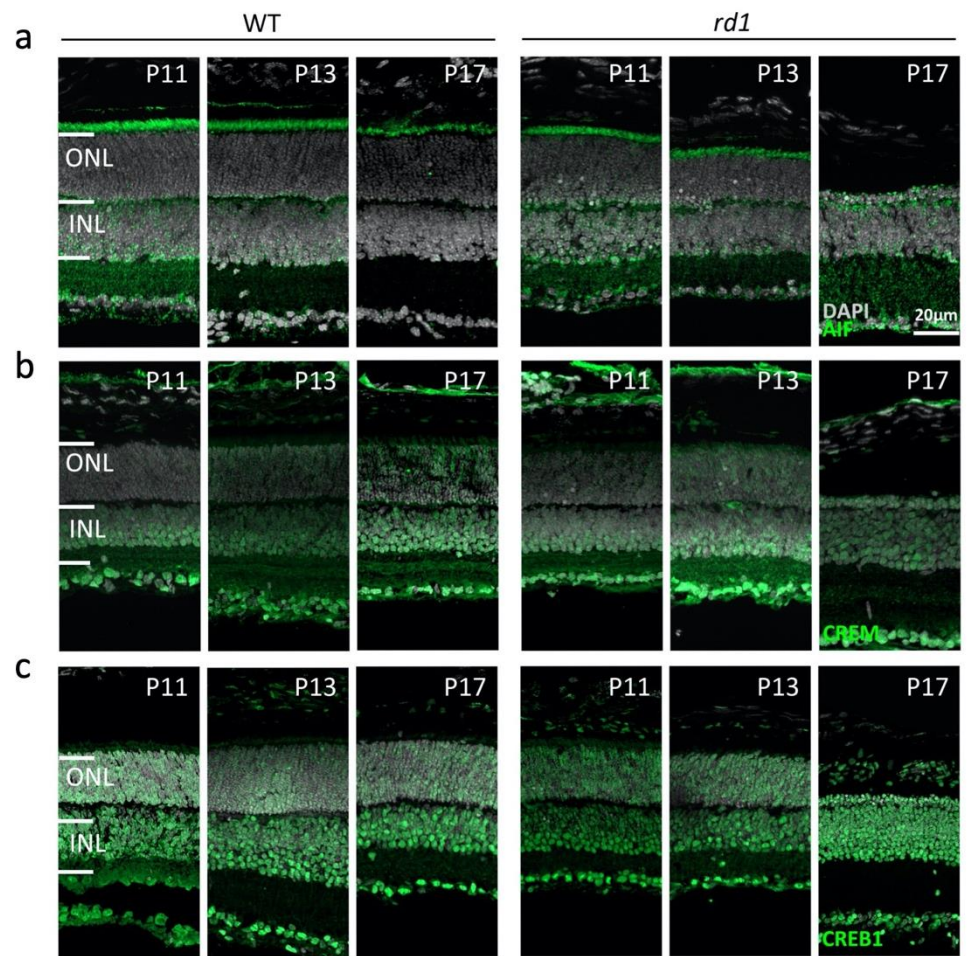 WT rd1
a
P11 P13 P17 P11 P13 P17
ONL
INL
DAPI
AIF
20µm
b
P11 P13 P17 P11 P13 P17
ONL
INL
CREM
c
P11 P13 P17 P11 P13 P17
ONL
INL
CREB1